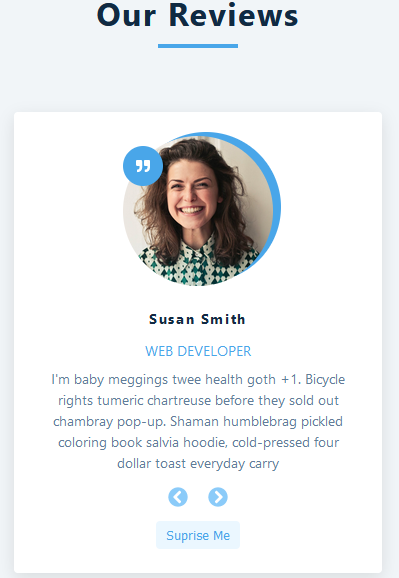 Our Reviews
Susan Smith
WEB DEVELOPER
I'm baby meggings twee health goth +1. Bicycle
rights tumeric chartreuse before they sold out
chambray pop-up. Shaman humblebrag pickled
coloring book salvia hoodie, cold-pressed four
dollar toast everyday carry
Suprise Me